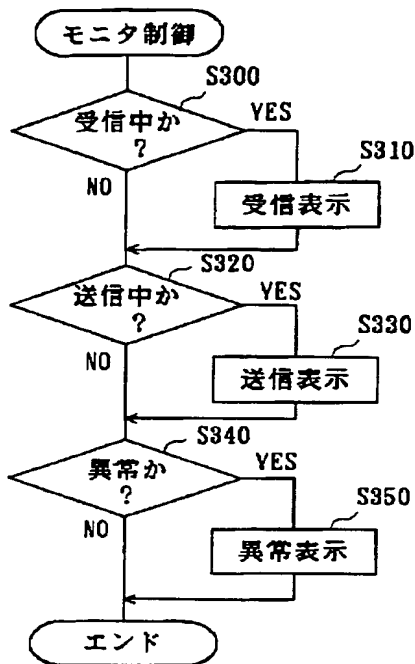 モニタ制御
S300
受信中か
?
YES
NO
S310
受信表示
S320
送信中か
?
YES
NO
S330
送信表示
S340
異常か
?
YES
NO
S350
異常表示
エンド